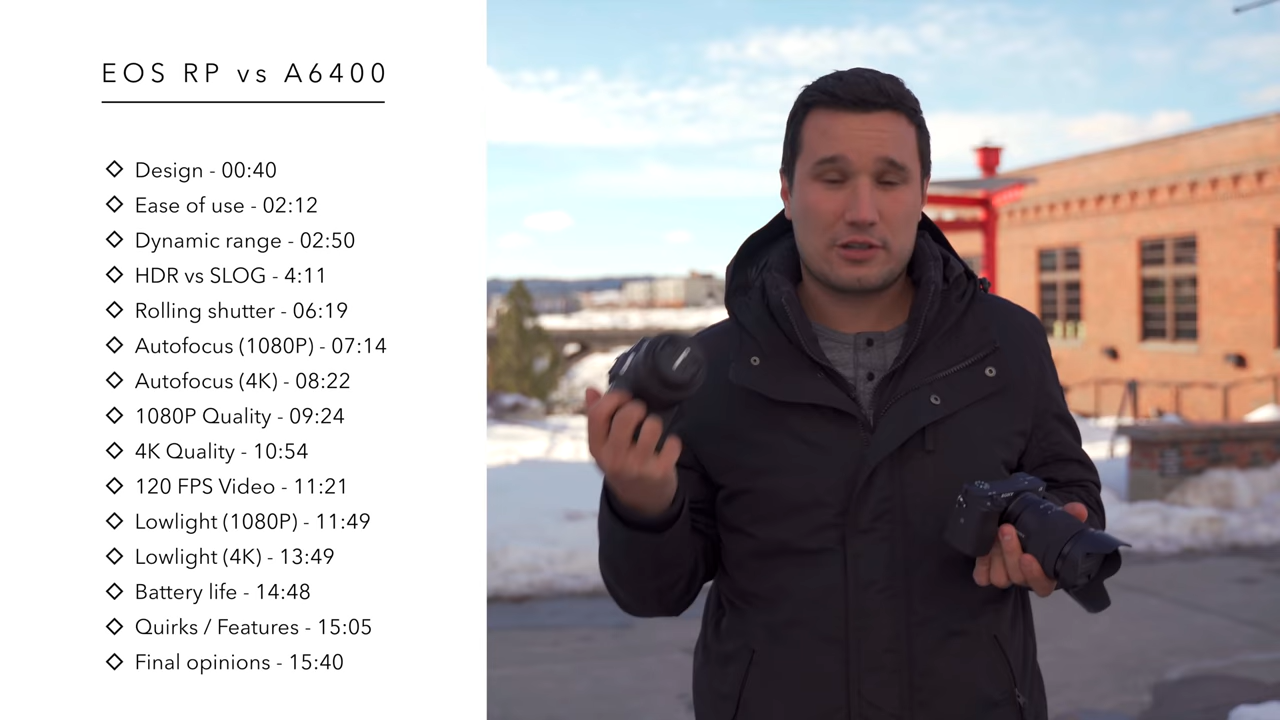 EOS RP vs A6400
Design - 00:40
Ease of use - 02:12
Dynamic range - 02:50
HDR vs SLOG - 4:11
Rolling shutter - 06:19
Autofocus (1080P) - 07:14
Autofocus (4K) - 08:22
1080P Quality - 09:24
4K Quality - 10:54
120 FPS Video - 11:21
Lowlight (1080P) - 11:49
Lowlight (4K) - 13:49
Battery life - 14:48
Quirks / Features - 15:05
Final opinions - 15:40